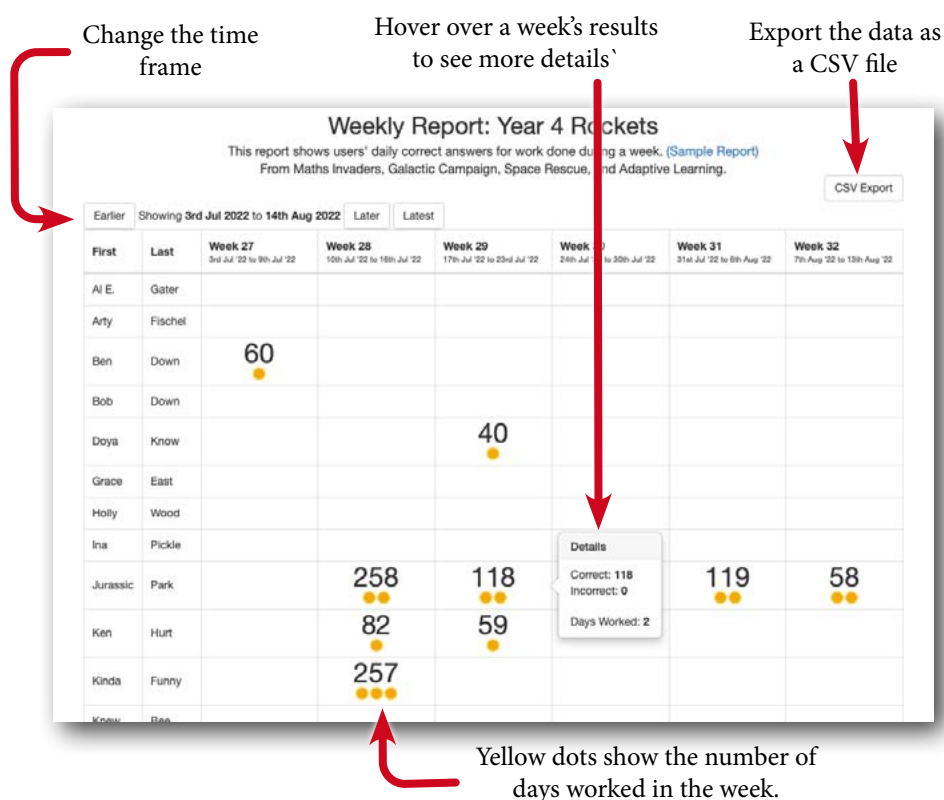 Change the time
frame
Hover over a week's results
to see more details`
Export the data as
a CSV file
Weekly Report: Year 4 Rockets
This report shows users' daily correct answers for work done during a week. (Sample Report)
From Maths Invaders, Galactic Campaign, Space Rescue, and Adaptive Learning.
CSV Export
Earlier Showing 3rd Jul 2022 to 14th Aug 2022 Later Latest
First Last Week 27 Week 28 Week 29 Week 30 Week 31 Week 32
3rd Jul '22 to 9th Jul '22 10th Jul '22 to 16th Jul '22 17th Jul '22 to 23rd Jul '22 24th Jul '22 to 30th Jul '22 31st Jul '22 to 6th Aug '22 7th Aug '22 to 13th Aug '22
Al E. Gater
Arty Fischel
Ben Down 60
Bob Down
Doya Know 40
Grace East
Holly Wood
Ina Pickle
Details
Jurassic Park 258 118 119 58
Correct: 118
Incorrect: 0
Days Worked: 2
Ken Hurt 82 59
Kinda Funny 257
Knew Bee
Yellow dots show the number of
days worked in the week.